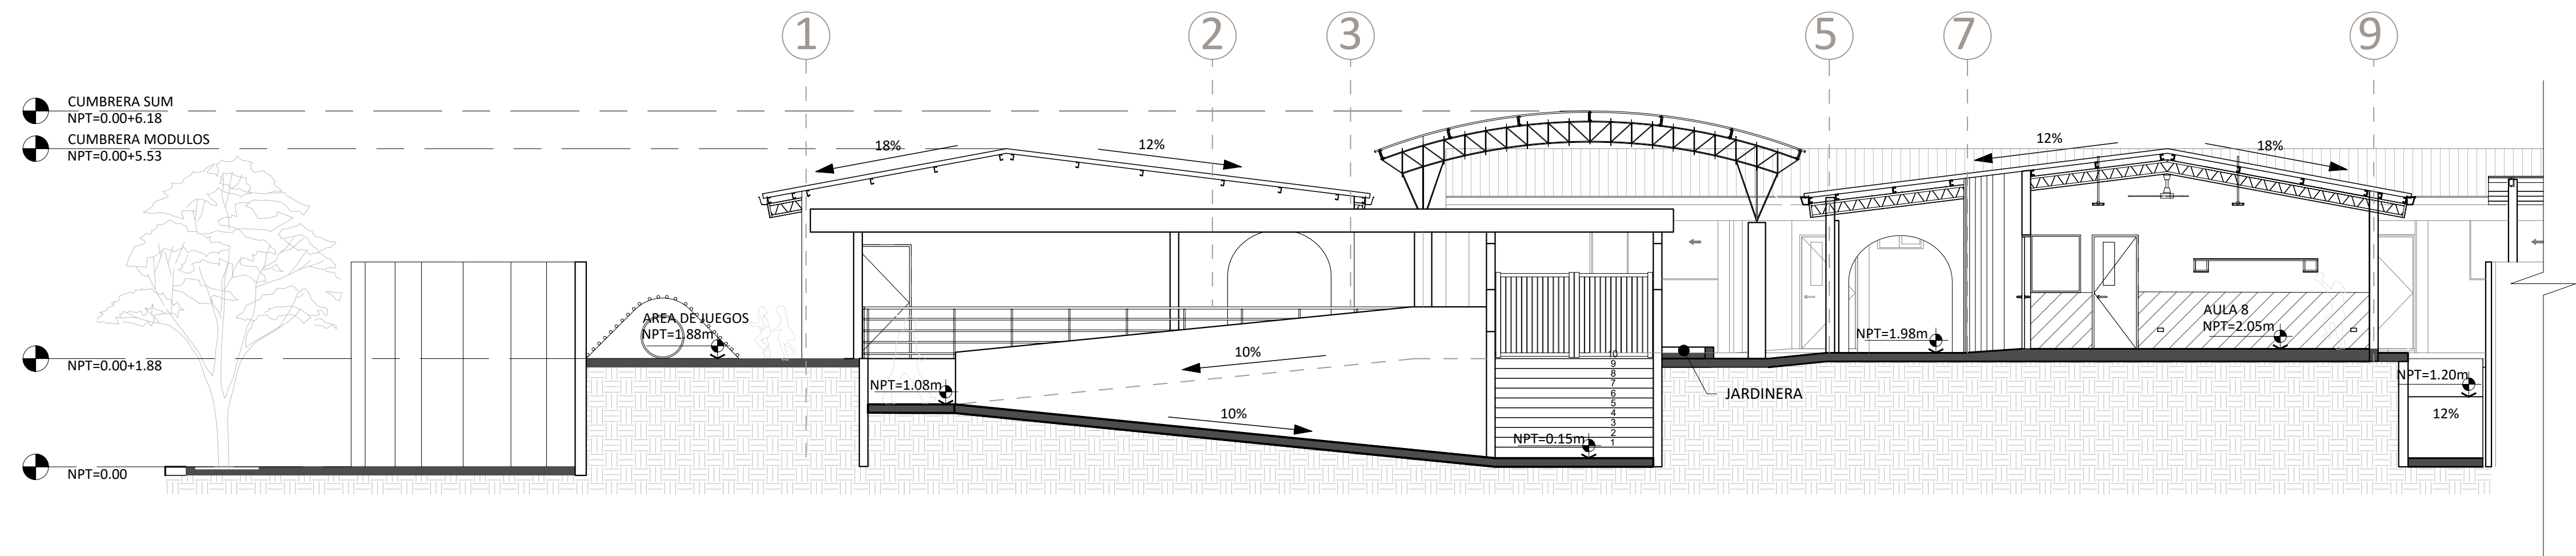 1
2
3
5
7
9
CUMBRERA SUM
NPT=0.00+6.18
CUMBRERA MODULOS
NPT=0.00+5.53
18%
12%
12%
18%
AREA DE JUEGOS
NPT=1.88m
AULA 8
NPT=2.05m
NPT=1.98m
NPT=0.00+1.88
10%
NPT=1.08m
NPT=1.20m
JARDINERA
10
9
8
7
6
5
4
3
2
1
10%
12%
NPT=0.15m
NPT=0.00